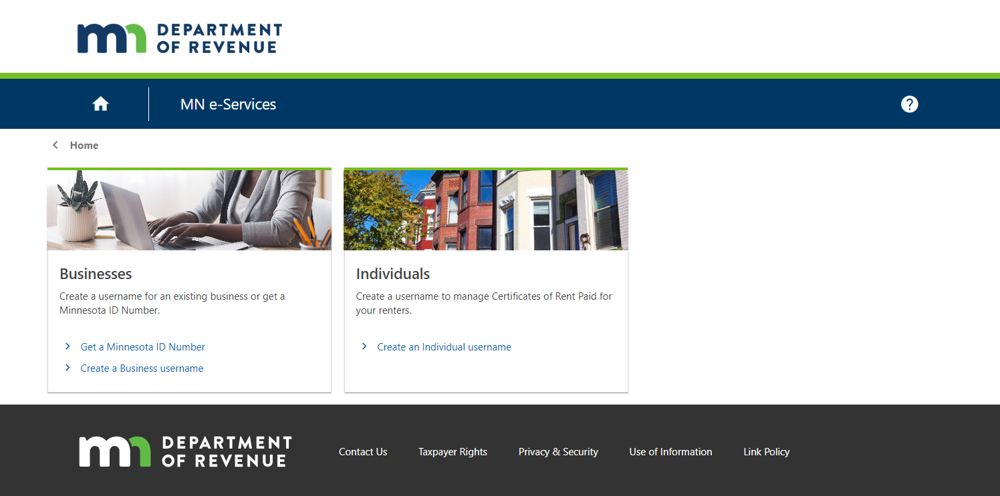 mn DEPARTMENT
OF REVENUE
MN e-Services
?
Home
Businesses
Create a username for an existing business or get a
Minnesota ID Number.
Get a Minnesota ID Number
Create a Business username
Individuals
Create a username to manage Certificates of Rent Paid for
your renters.
Create an Individual username
mn DEPARTMENT
OF REVENUE
Contact Us
Taxpayer Rights
Privacy & Security
Use of Information
Link Policy